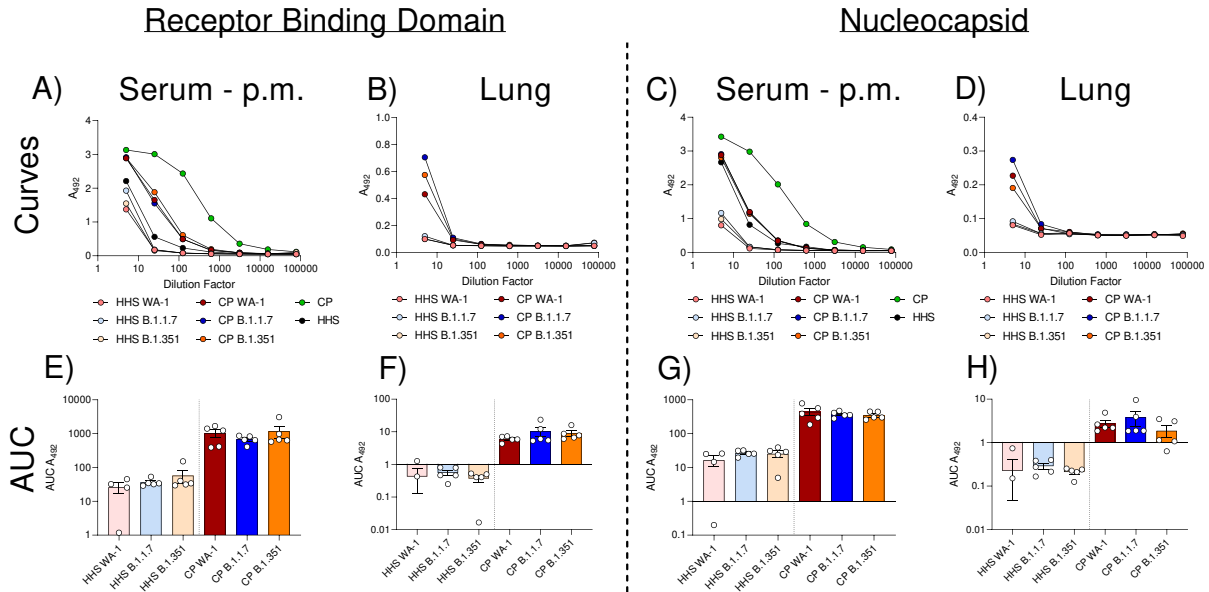 Receptor Binding Domain
Nucleocapsid
A)
Serum - p.m.
B)
Lung
C)
Serum - p.m.
D)
Lung
Curves
A492
4
3
2
1
0
1
10
100
1000
10000
100000
Dilution Factor
HHS WA-1
CP WA-1
CP
HHS B.1.1.7
CP B.1.1.7
HHS
HHS B.1.351
CP B.1.351
A492
1.0
0.8
0.6
0.4
0.2
0.0
1
10
100
1000
10000
100000
Dilution Factor
HHS WA-1
CP WA-1
HHS B.1.1.7
CP B.1.1.7
HHS B.1.351
CP B.1.351
A492
4
3
2
1
0
1
10
100
1000
10000
100000
Dilution Factor
HHS WA-1
CP WA-1
CP
HHS B.1.1.7
CP B.1.1.7
HHS
HHS B.1.351
CP B.1.351
A492
0.4
0.3
0.2
0.1
0.0
1
10
100
1000
10000
100000
Dilution Factor
HHS WA-1
CP WA-1
HHS B.1.1.7
CP B.1.1.7
HHS B.1.351
CP B.1.351
AUC
E)
AUC A492
10000
1000
100
10
1
HHS WA-1
HHS B.1.1.7
HHS B.1.351
CP WA-1
CP B.1.1.7
CP B.1.351
F)
AUC A492
100
10
1
0.1
0.01
HHS WA-1
HHS B.1.1.7
HHS B.1.351
CP WA-1
CP B.1.1.7
CP B.1.351
G)
AUC A492
1000
100
10
1
0.1
HHS WA-1
HHS B.1.1.7
HHS B.1.351
CP WA-1
CP B.1.1.7
CP B.1.351
H)
AUC A492
10
1
0.1
0.01
HHS WA-1
HHS B.1.1.7
HHS B.1.351
CP WA-1
CP B.1.1.7
CP B.1.351